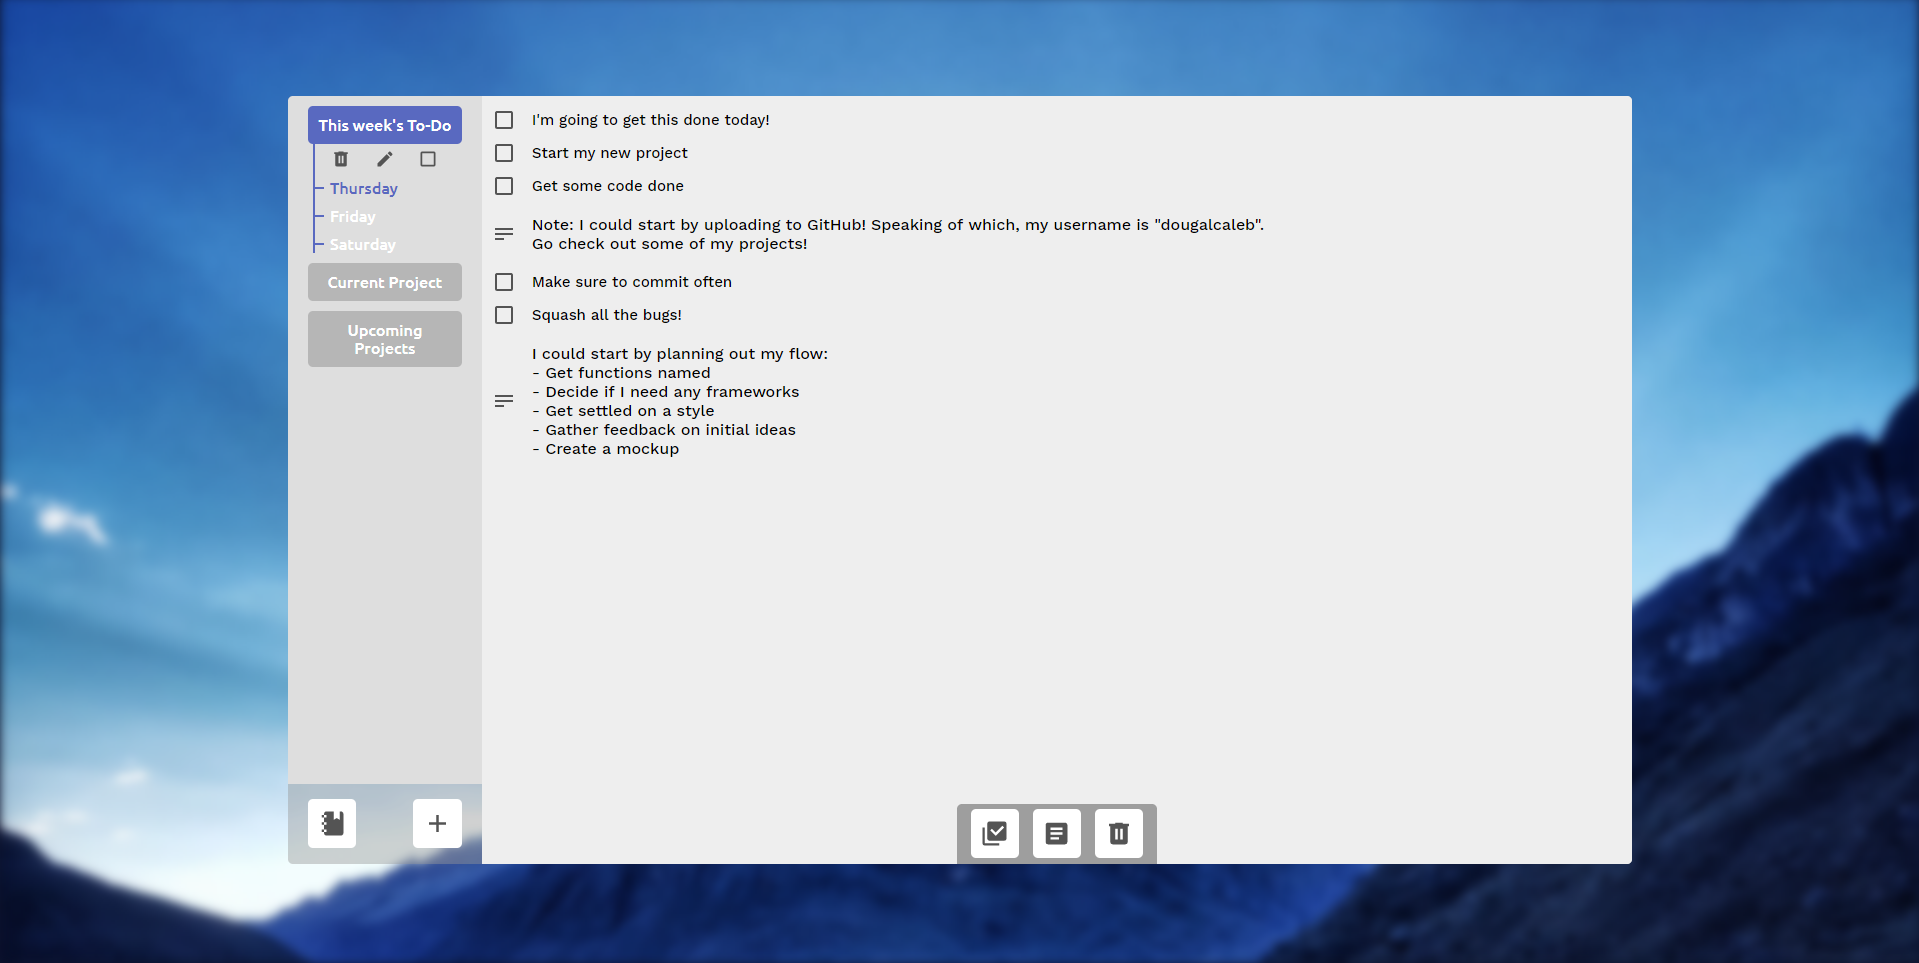 This week's To-Do
Thursday
Friday
Saturday
Current Project
Upcoming
Projects
I'm going to get this done today!
Start my new project
Get some code done
Note: I could start by uploading to GitHub! Speaking of which, my username is "dougalcaleb".
Go check out some of my projects!
Make sure to commit often
Squash all the bugs!
I could start by planning out my flow:
- Get functions named
- Decide if I need any frameworks
- Get settled on a style
- Gather feedback on initial ideas
- Create a mockup